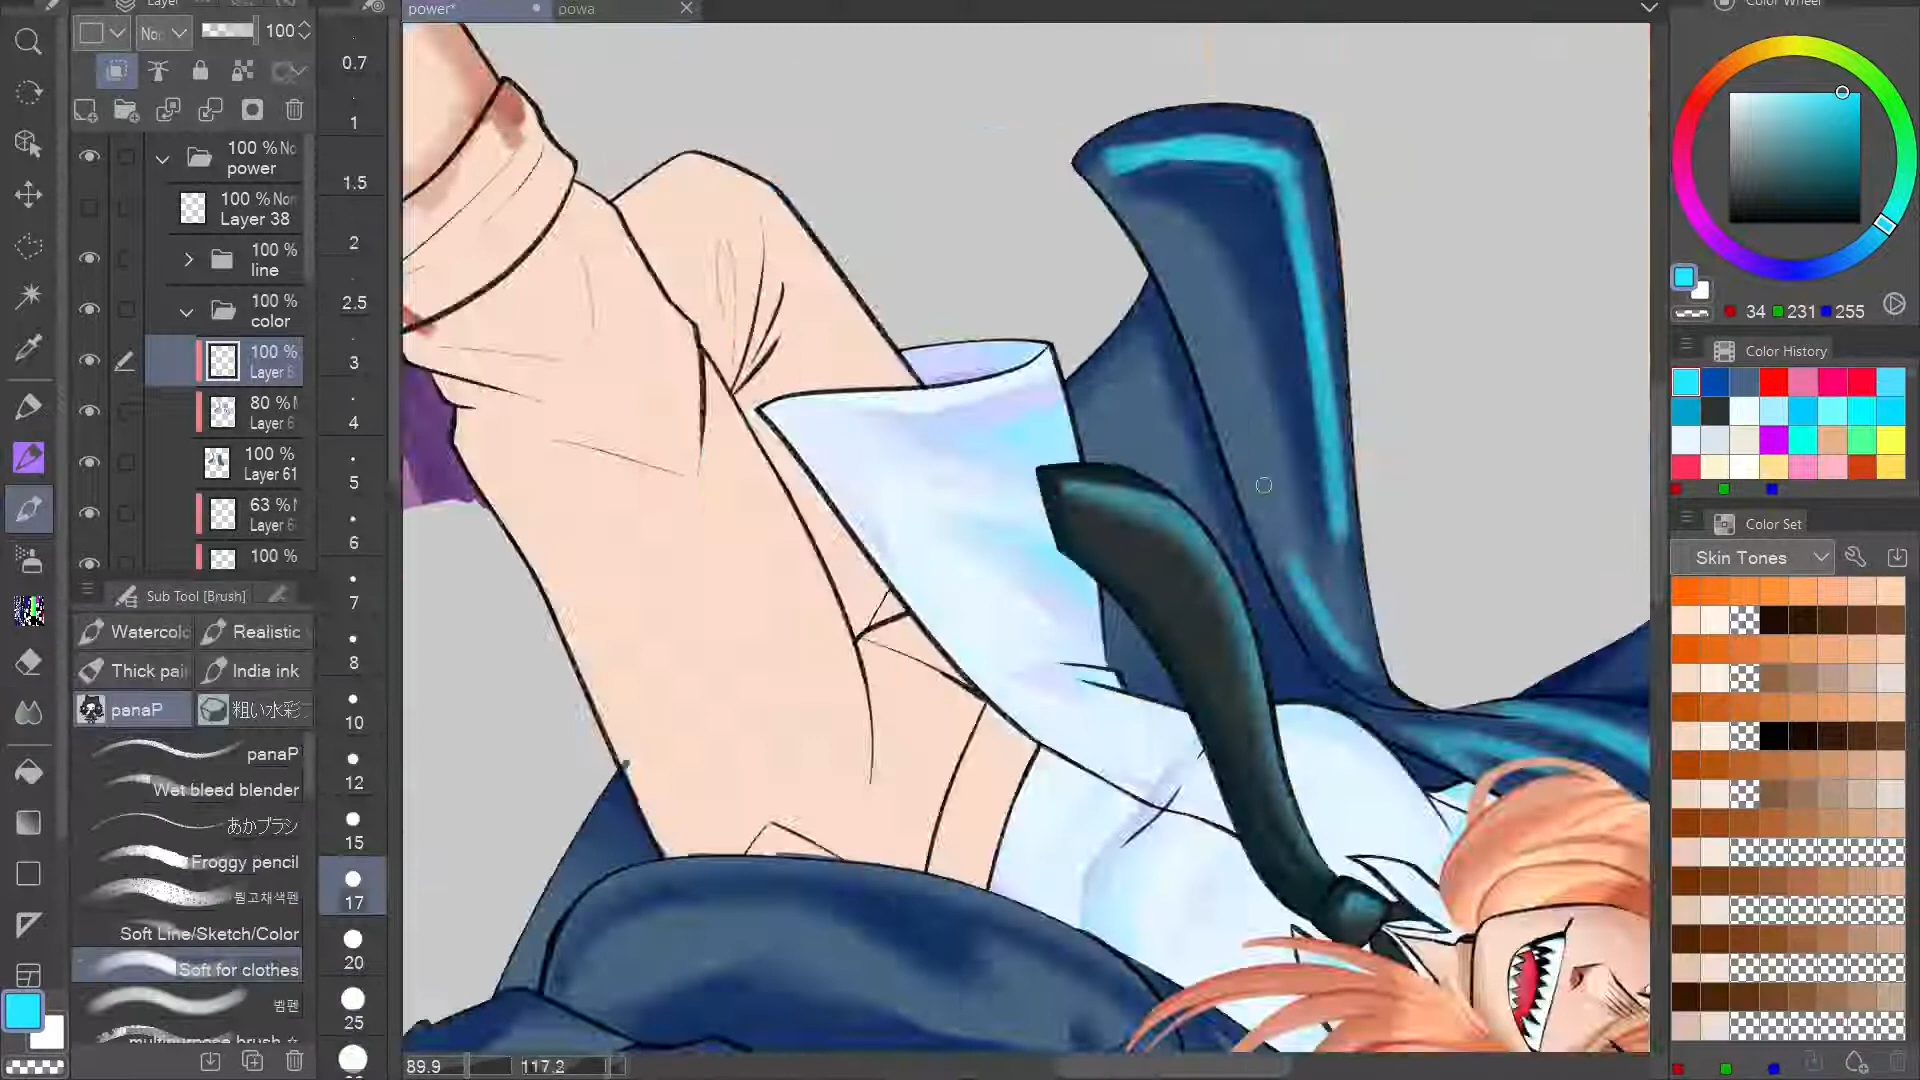 Layer
power*
powa
Color Wheel
Nor
100
100 % No
power
100 % Nor
Layer 38
100 %
line
100 %
color
100 %
Layer 6
80 %
Layer 6
100 %
Layer 61
63 %
Layer 6
100 %
0.7
1
1.5
2
2.5
3
4
5
6
7
8
10
12
15
17
20
25
Sub Tool [Brush]
Watercolo
Realistic
Thick pai
India ink
panaP
粗い水彩
panaP
Wet bleed blender
あかブラシ
Froggy pencil
Soft Line/Sketch/Color
Soft for clothes
뱀펜
multipurpose brush
89.9
117.2
34
231
255
Color History
Color Set
Skin Tones